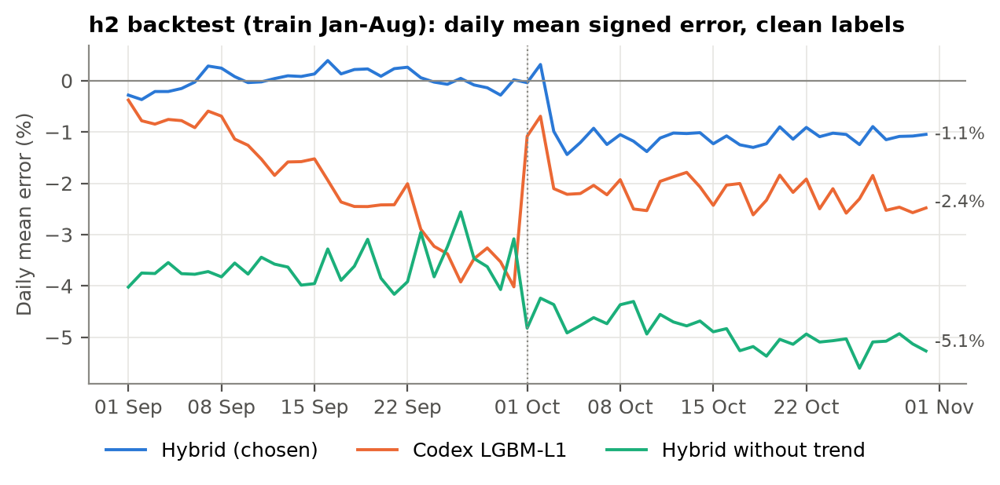 h2 backtest (train Jan-Aug): daily mean signed error, clean labels
Daily mean error (%)
0
−1
−2
−3
−4
−5
-1.1%
-2.4%
-5.1%
01 Sep 08 Sep 15 Sep 22 Sep 01 Oct 08 Oct 15 Oct 22 Oct 01 Nov
Hybrid (chosen) Codex LGBM-L1 Hybrid without trend